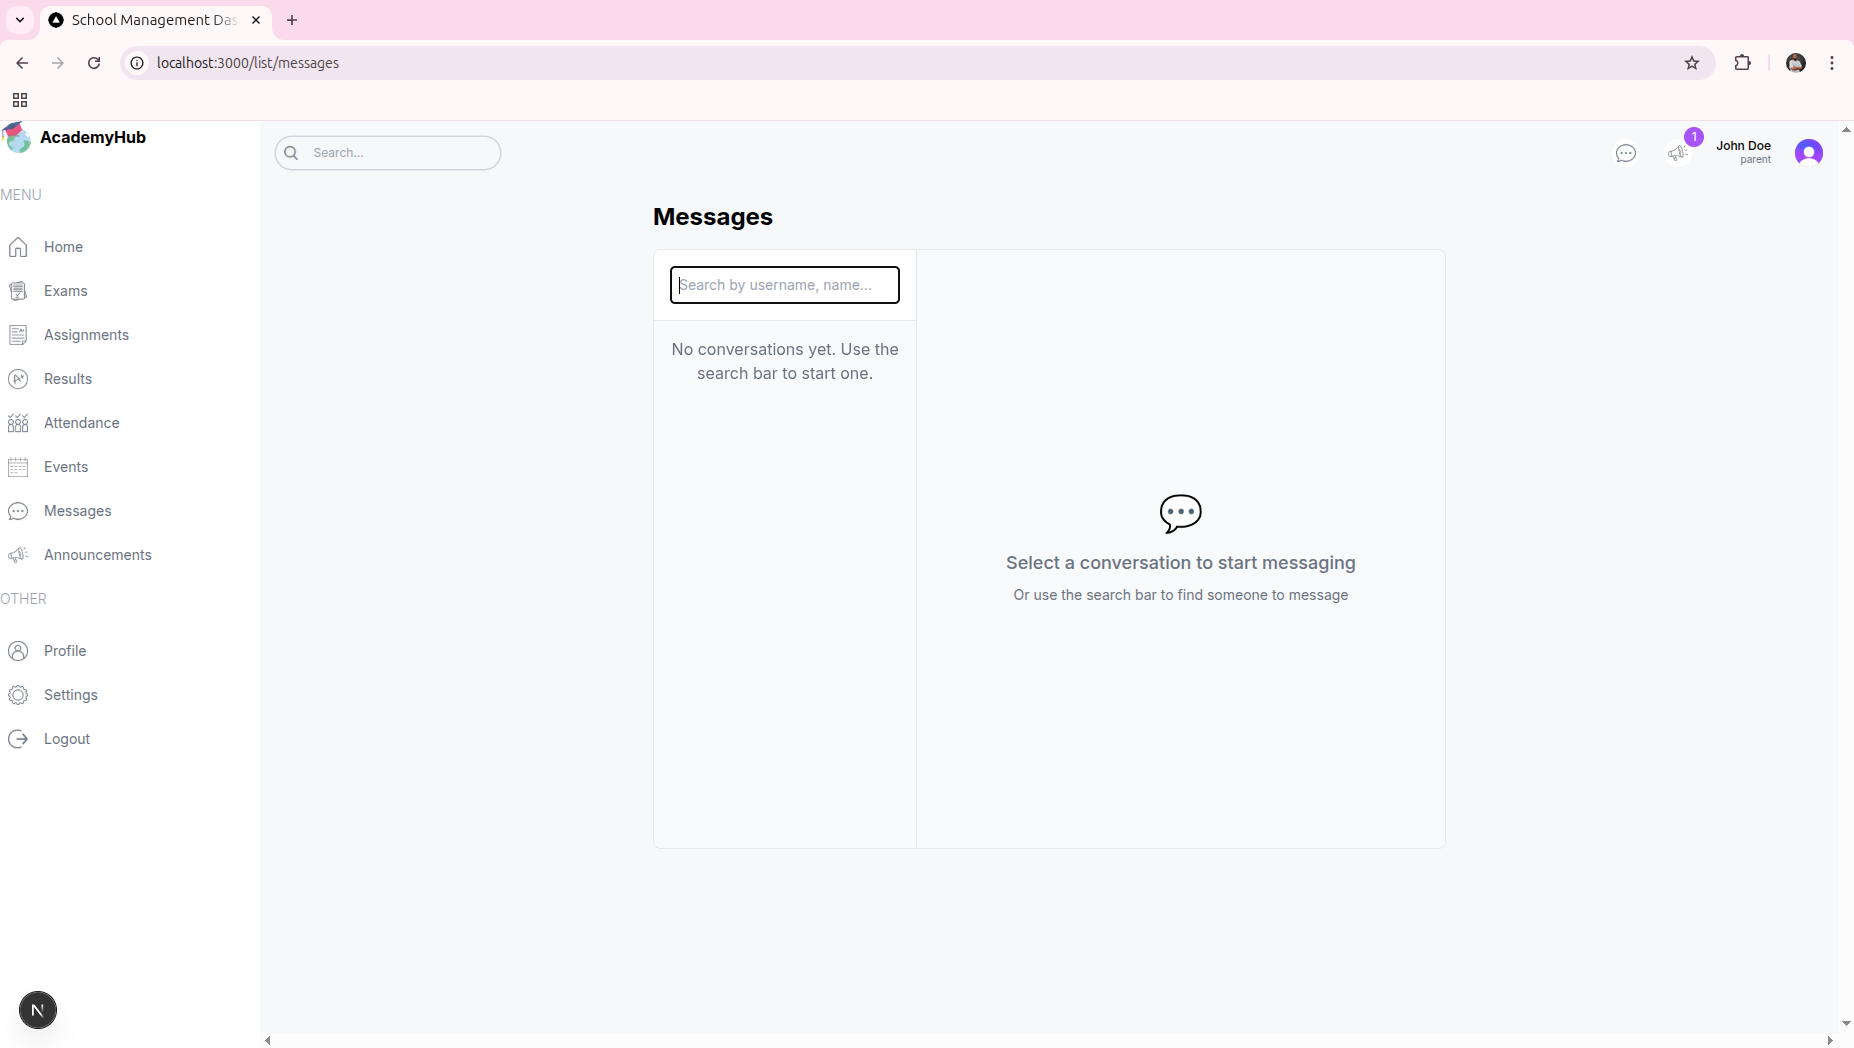 School Management Das
localhost:3000/list/messages
AcademyHub
Search...
1
John Doe
parent
MENU
Home
Exams
Assignments
Results
Attendance
Events
Messages
Announcements
OTHER
Profile
Settings
Logout
Messages
Search by username, name...
No conversations yet. Use the
search bar to start one.
Select a conversation to start messaging
Or use the search bar to find someone to message
N